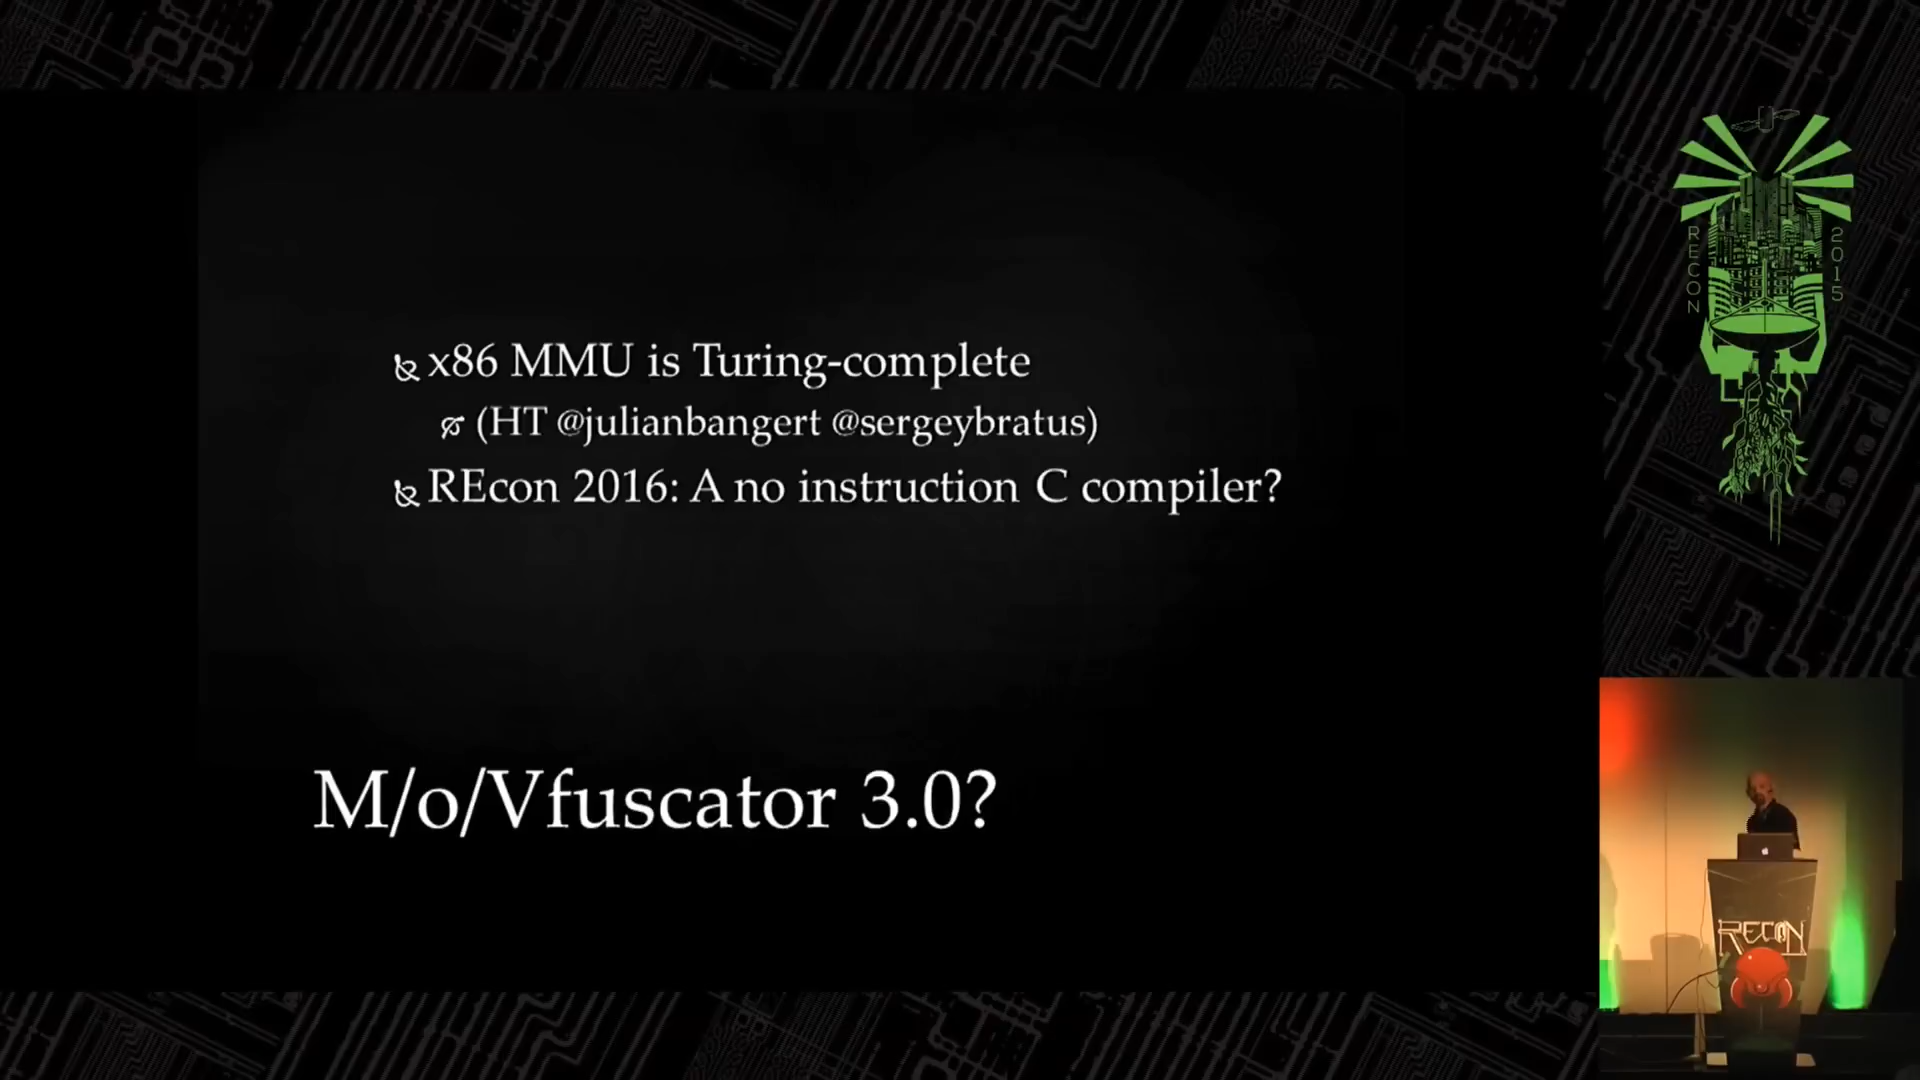 x86 MMU is Turing-complete
(HT @julianbangert @sergeybratus)
REcon 2016: A no instruction C compiler?
M/o/Vfuscator 3.0?
RECON
2015
RECON